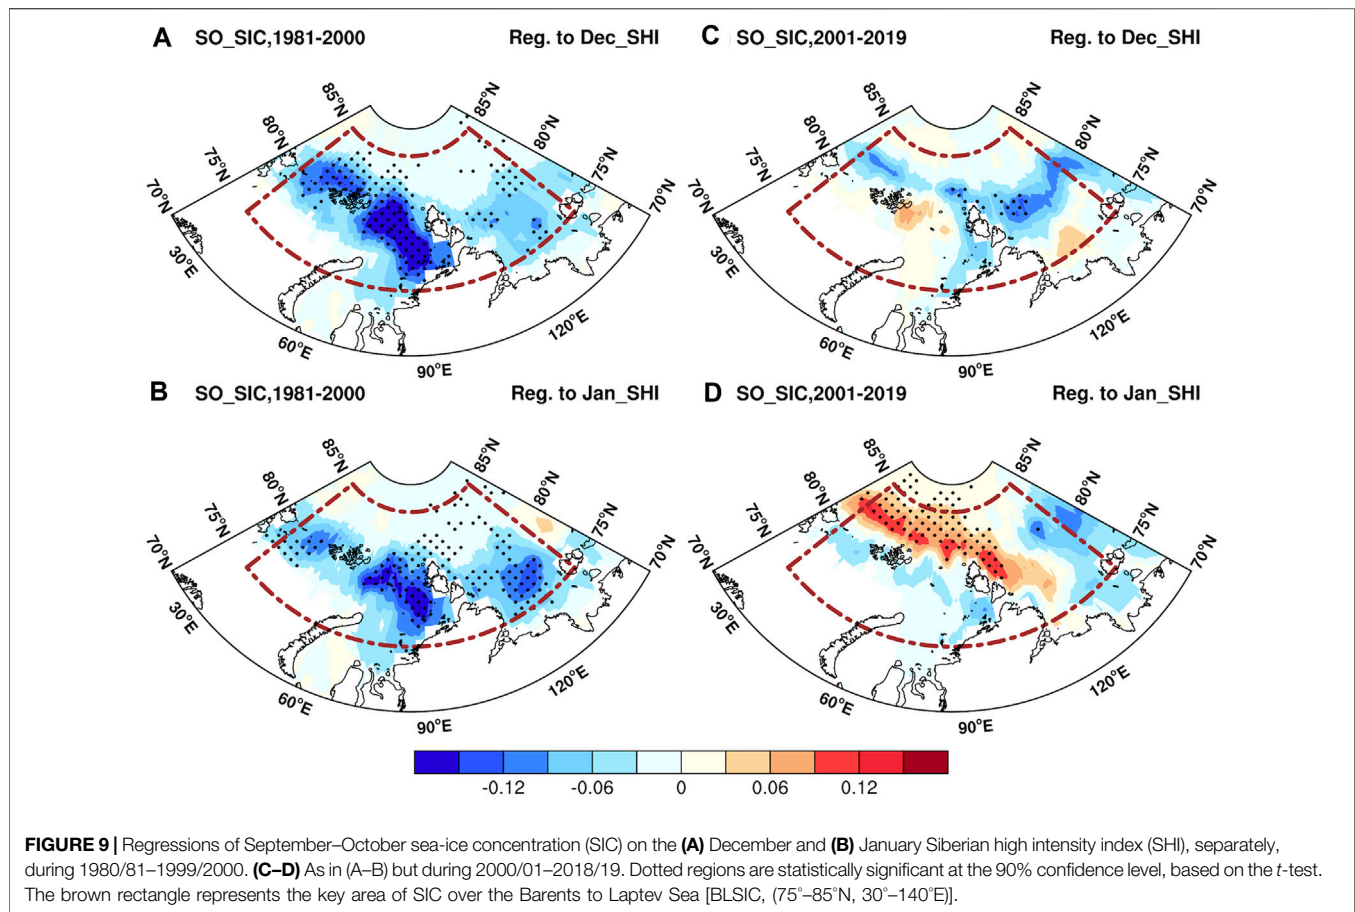 A SO_SIC,1981-2000 Reg. to Dec_SHI
85°N 85°N
80°N 80°N
75°N 75°N
70°N 70°N
30°E
60°E 120°E
90°E
C SO_SIC,2001-2019 Reg. to Dec_SHI
85°N 85°N
80°N 80°N
75°N 75°N
70°N 70°N
30°E
60°E 120°E
90°E
B SO_SIC,1981-2000 Reg. to Jan_SHI
85°N 85°N
80°N 80°N
75°N 75°N
70°N 70°N
30°E
60°E 120°E
90°E
D SO_SIC,2001-2019 Reg. to Jan_SHI
85°N 85°N
80°N 80°N
75°N 75°N
70°N 70°N
30°E
60°E 120°E
90°E
-0.12 -0.06 0 0.06 0.12
FIGURE 9 | Regressions of September–October sea-ice concentration (SIC) on the (A) December and (B) January Siberian high intensity index (SHI), separately,
during 1980/81–1999/2000. (C–D) As in (A–B) but during 2000/01–2018/19. Dotted regions are statistically significant at the 90% confidence level, based on the t-test.
The brown rectangle represents the key area of SIC over the Barents to Laptev Sea [BLSIC, (75°–85°N, 30°–140°E)].